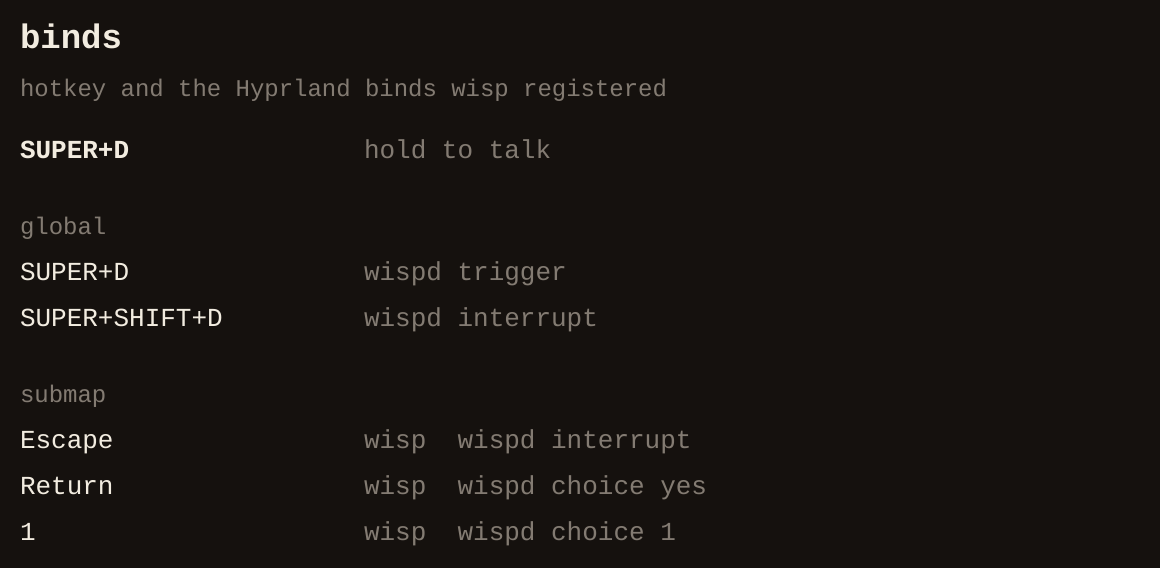 binds
hotkey and the Hyprland binds wisp registered
SUPER+D hold to talk
global
SUPER+D wispd trigger
SUPER+SHIFT+D wispd interrupt
submap
Escape wisp  wispd interrupt
Return wisp  wispd choice yes
1 wisp  wispd choice 1